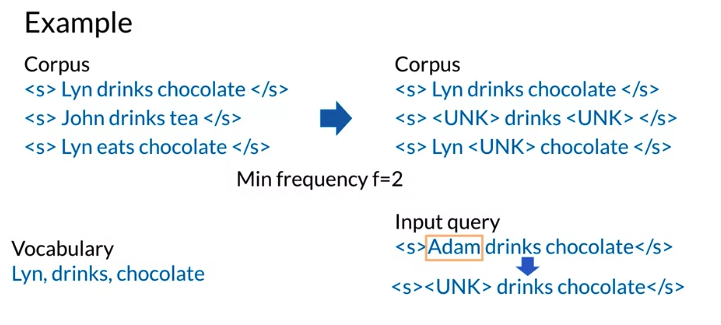 Example
Corpus
<s> Lyn drinks chocolate </s>
<s> John drinks tea </s>
<s> Lyn eats chocolate </s>
Corpus
<s> Lyn drinks chocolate </s>
<s> <UNK> drinks <UNK> </s>
<s> Lyn <UNK> chocolate </s>
Min frequency f=2
Vocabulary
Lyn, drinks, chocolate
Input query
<s>Adam drinks chocolate</s>
<s><UNK> drinks chocolate</s>